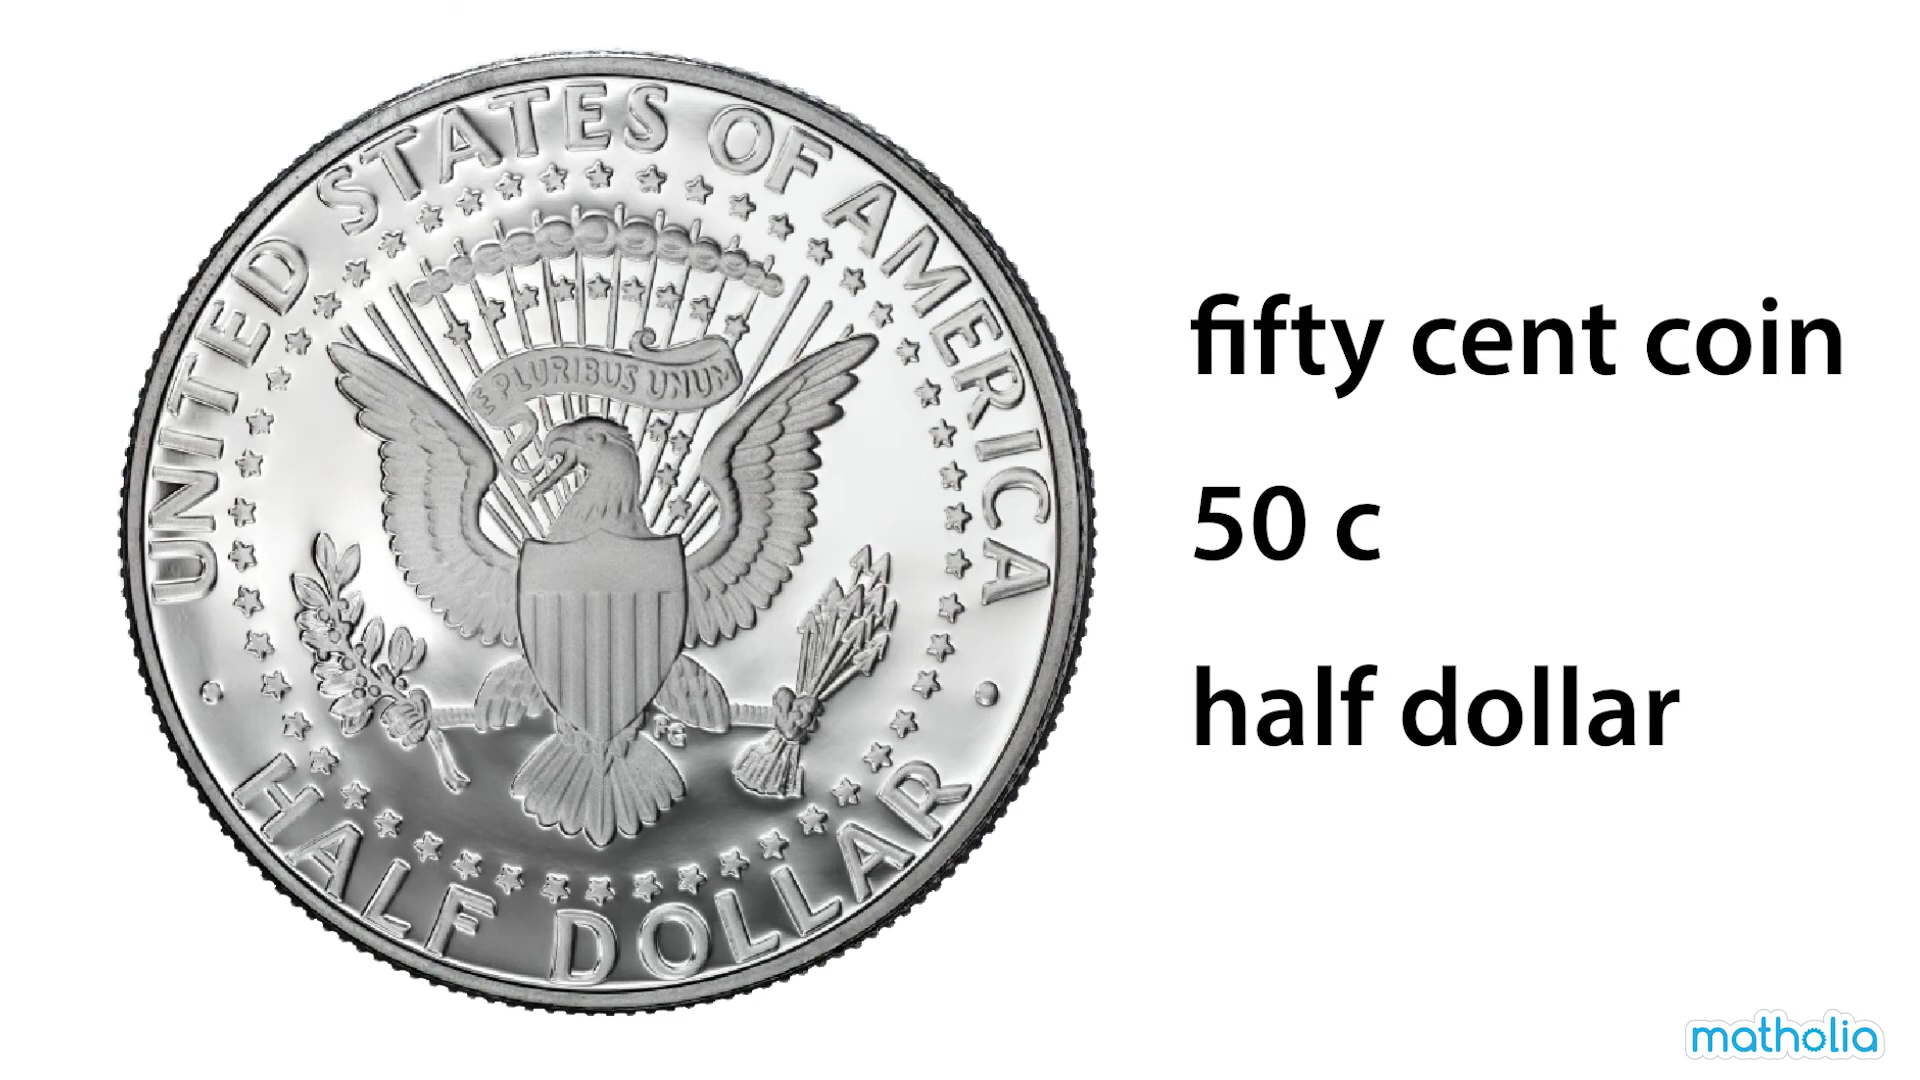 UNITED STATES OF AMERICA
E PLURIBUS UNUM
FG
HALF DOLLAR
fifty cent coin
50 c
half dollar
matholia